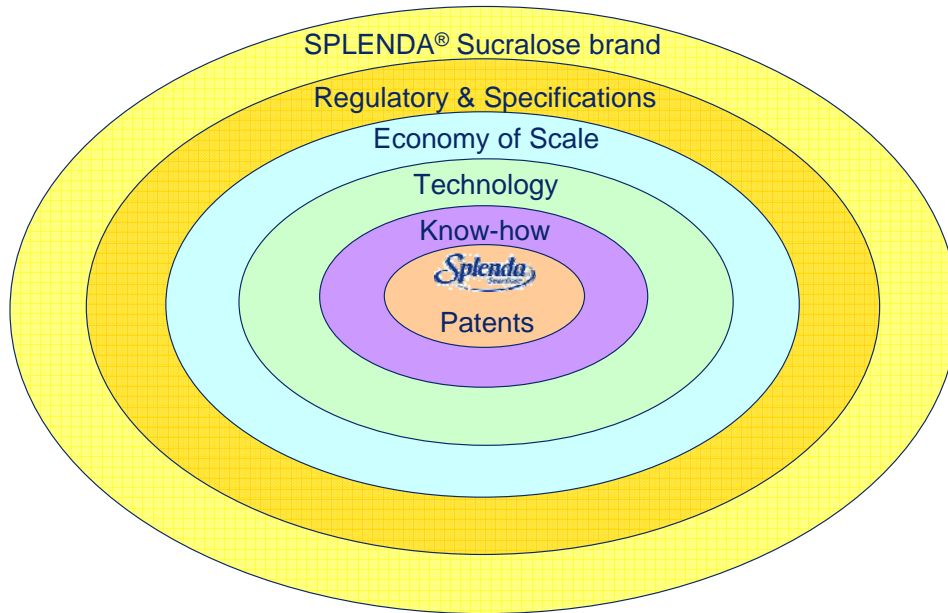 SPLENDA® Sucralose brand
Regulatory & Specifications
Economy of Scale
Technology
Know-how
Splenda
Patents